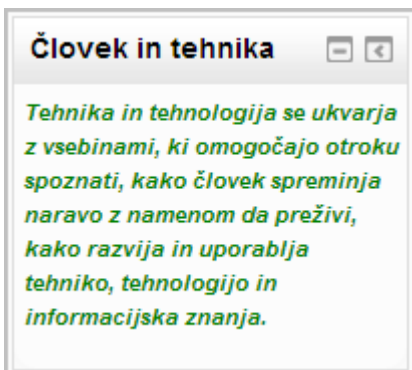 Človek in tehnika
Tehnika in tehnologija se ukvarja
z vsebinami, ki omogočajo otroku
spoznati, kako človek spreminja
naravo z namenom da preživi,
kako razvija in uporablja
tehniko, tehnologijo in
informacijska znanja.